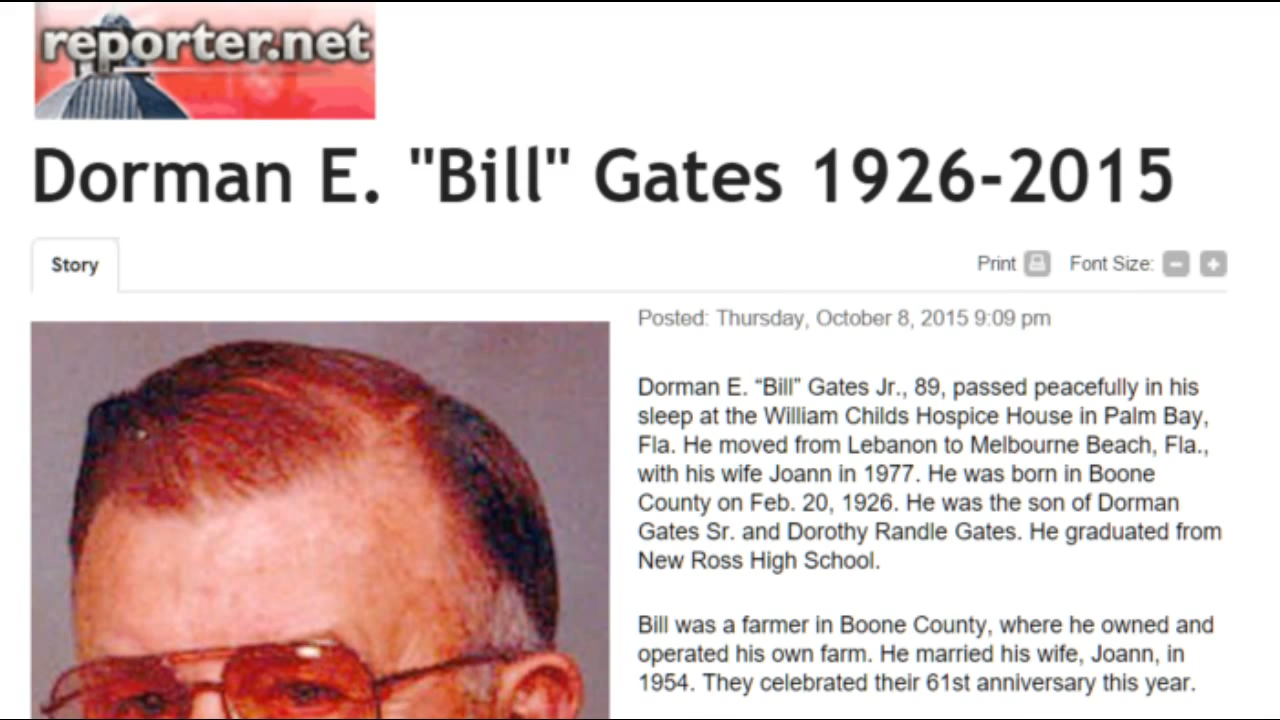 reporter.net
Dorman E. "Bill" Gates 1926-2015
Story
Print Font Size: - +
Posted: Thursday, October 8, 2015 9:09 pm
Dorman E. “Bill” Gates Jr., 89, passed peacefully in his
sleep at the William Childs Hospice House in Palm Bay,
Fla. He moved from Lebanon to Melbourne Beach, Fla.,
with his wife Joann in 1977. He was born in Boone
County on Feb. 20, 1926. He was the son of Dorman
Gates Sr. and Dorothy Randle Gates. He graduated from
New Ross High School.
Bill was a farmer in Boone County, where he owned and
operated his own farm. He married his wife, Joann, in
1954. They celebrated their 61st anniversary this year.